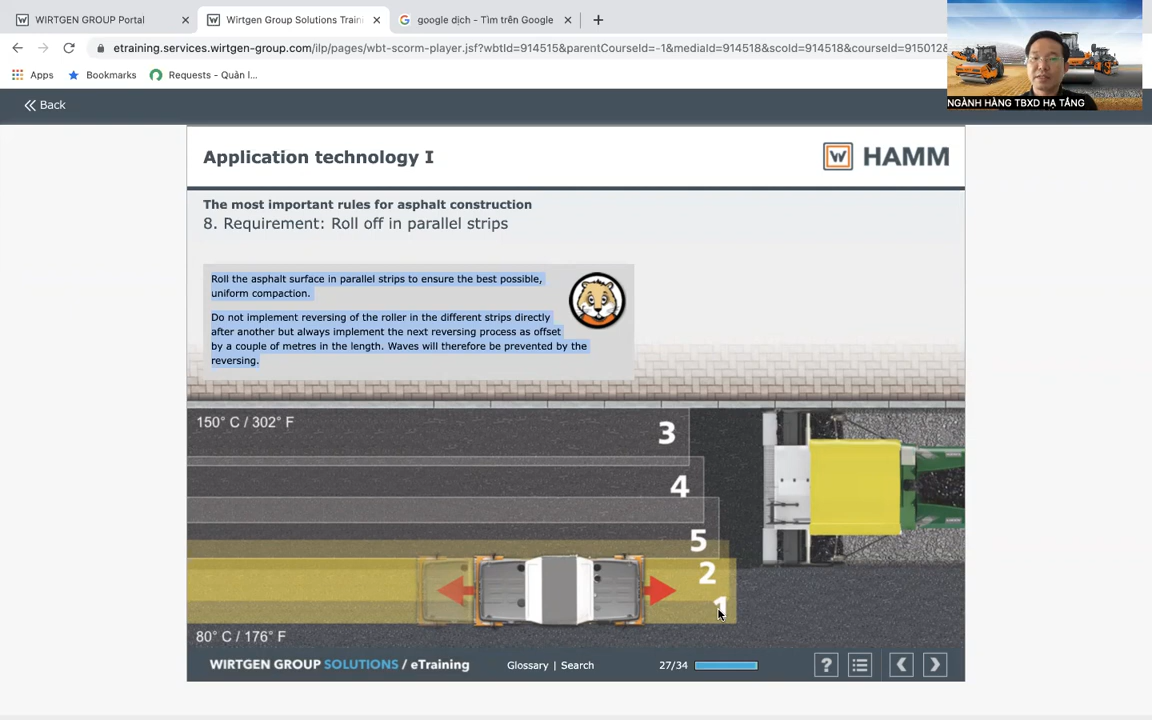 WIRTGEN GROUP Portal
Wirtgen Group Solutions Traini
google dịch - Tìm trên Google
etraining.services.wirtgen-group.com/ilp/pages/wbt-scorm-player.jsf?wbtId=914515&parentCourseId=-1&mediaId=914518&scoId=914518&courseId=915012&
Apps
Bookmarks
Requests - Quản l...
NGÀNH HÀNG TBXD HẠ TẦNG
Back
Application technology I
W HAMM
The most important rules for asphalt construction
8. Requirement: Roll off in parallel strips
Roll the asphalt surface in parallel strips to ensure the best possible,
uniform compaction.
Do not implement reversing of the roller in the different strips directly
after another but always implement the next reversing process as offset
by a couple of metres in the length. Waves will therefore be prevented by the
reversing.
150° C / 302° F
3
4
5
2
1
80° C / 176° F
WIRTGEN GROUP SOLUTIONS / eTraining
Glossary | Search
27/34
?